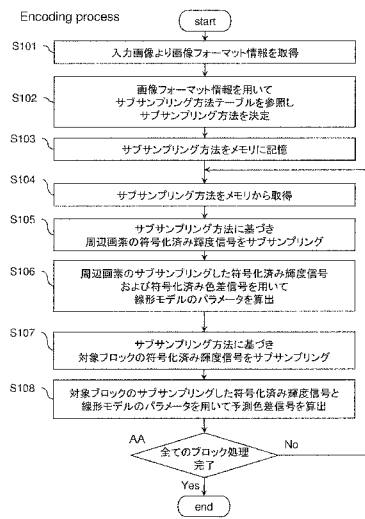 Encoding process
start
S101
入力画像より画像フォーマット情報を取得
S102
画像フォーマット情報を用いて
サブサンプリング方法テーブルを参照し
サブサンプリング方法を決定
S103
サブサンプリング方法をメモリに記憶
S104
サブサンプリング方法をメモリから取得
S105
サブサンプリング方法に基づき
周辺画素の符号化済み輝度信号をサブサンプリング
S106
周辺画素のサブサンプリングした符号化済み輝度信号
および符号化済み色差信号を用いて
線形モデルのパラメータを算出
S107
サブサンプリング方法に基づき
対象ブロックの符号化済み輝度信号をサブサンプリング
S108
対象ブロックのサブサンプリングした符号化済み輝度信号と
線形モデルのパラメータを用いて予測色差信号を算出
AA
全てのブロック処理
完了
No
Yes
end